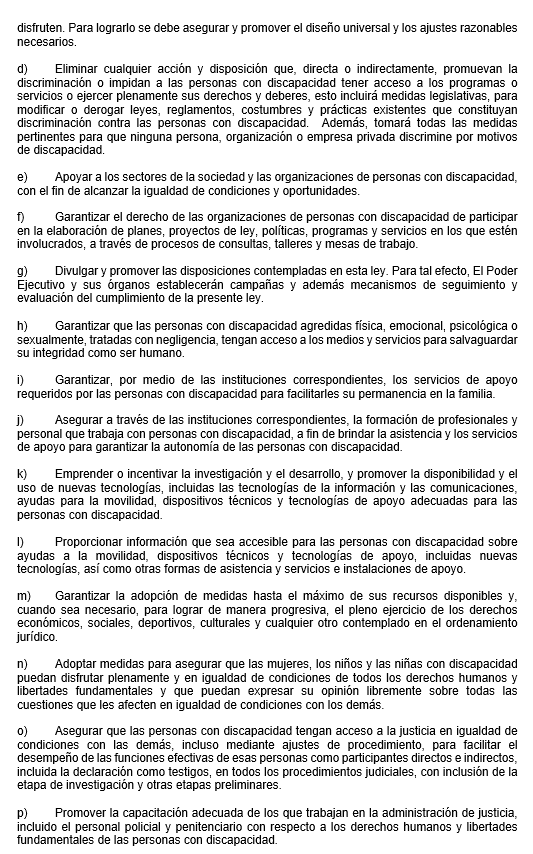 disfruten. Para lograrlo se debe asegurar y promover el diseño universal y los ajustes razonables
necesarios.
d) Eliminar cualquier acción y disposición que, directa o indirectamente, promuevan la
discriminación o impidan a las personas con discapacidad tener acceso a los programas o
servicios o ejercer plenamente sus derechos y deberes, esto incluirá medidas legislativas, para
modificar o derogar leyes, reglamentos, costumbres y prácticas existentes que constituyan
discriminación contra las personas con discapacidad. Además, tomará todas las medidas
pertinentes para que ninguna persona, organización o empresa privada discrimine por motivos
de discapacidad.
e) Apoyar a los sectores de la sociedad y las organizaciones de personas con discapacidad,
con el fin de alcanzar la igualdad de condiciones y oportunidades.
f) Garantizar el derecho de las organizaciones de personas con discapacidad de participar
en la elaboración de planes, proyectos de ley, políticas, programas y servicios en los que estén
involucrados, a través de procesos de consultas, talleres y mesas de trabajo.
g) Divulgar y promover las disposiciones contempladas en esta ley. Para tal efecto, El Poder
Ejecutivo y sus órganos establecerán campañas y además mecanismos de seguimiento y
evaluación del cumplimiento de la presente ley.
h) Garantizar que las personas con discapacidad agredidas física, emocional, psicológica o
sexualmente, tratadas con negligencia, tengan acceso a los medios y servicios para salvaguardar
su integridad como ser humano.
i) Garantizar, por medio de las instituciones correspondientes, los servicios de apoyo
requeridos por las personas con discapacidad para facilitarles su permanencia en la familia.
j) Asegurar a través de las instituciones correspondientes, la formación de profesionales y
personal que trabaja con personas con discapacidad, a fin de brindar la asistencia y los servicios
de apoyo para garantizar la autonomía de las personas con discapacidad.
k) Emprender o incentivar la investigación y el desarrollo, y promover la disponibilidad y el
uso de nuevas tecnologías, incluidas las tecnologías de la información y las comunicaciones,
ayudas para la movilidad, dispositivos técnicos y tecnologías de apoyo adecuadas para las
personas con discapacidad.
l) Proporcionar información que sea accesible para las personas con discapacidad sobre
ayudas a la movilidad, dispositivos técnicos y tecnologías de apoyo, incluidas nuevas
tecnologías, así como otras formas de asistencia y servicios e instalaciones de apoyo.
m) Garantizar la adopción de medidas hasta el máximo de sus recursos disponibles y,
cuando sea necesario, para lograr de manera progresiva, el pleno ejercicio de los derechos
económicos, sociales, deportivos, culturales y cualquier otro contemplado en el ordenamiento
jurídico.
n) Adoptar medidas para asegurar que las mujeres, los niños y las niñas con discapacidad
puedan disfrutar plenamente y en igualdad de condiciones de todos los derechos humanos y
libertades fundamentales y que puedan expresar su opinión libremente sobre todas las
cuestiones que les afecten en igualdad de condiciones con los demás.
o) Asegurar que las personas con discapacidad tengan acceso a la justicia en igualdad de
condiciones con las demás, incluso mediante ajustes de procedimiento, para facilitar el
desempeño de las funciones efectivas de esas personas como participantes directos e indirectos,
incluida la declaración como testigos, en todos los procedimientos judiciales, con inclusión de la
etapa de investigación y otras etapas preliminares.
p) Promover la capacitación adecuada de los que trabajan en la administración de justicia,
incluido el personal policial y penitenciario con respecto a los derechos humanos y libertades
fundamentales de las personas con discapacidad.